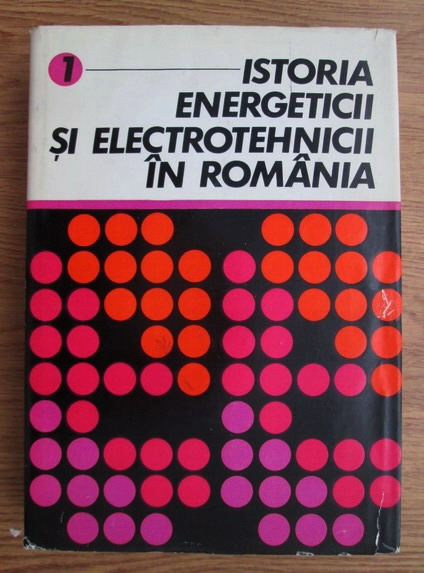 1
ISTORIA
ENERGETICII
ȘI ELECTROTEHNICII
ÎN ROMÂNIA